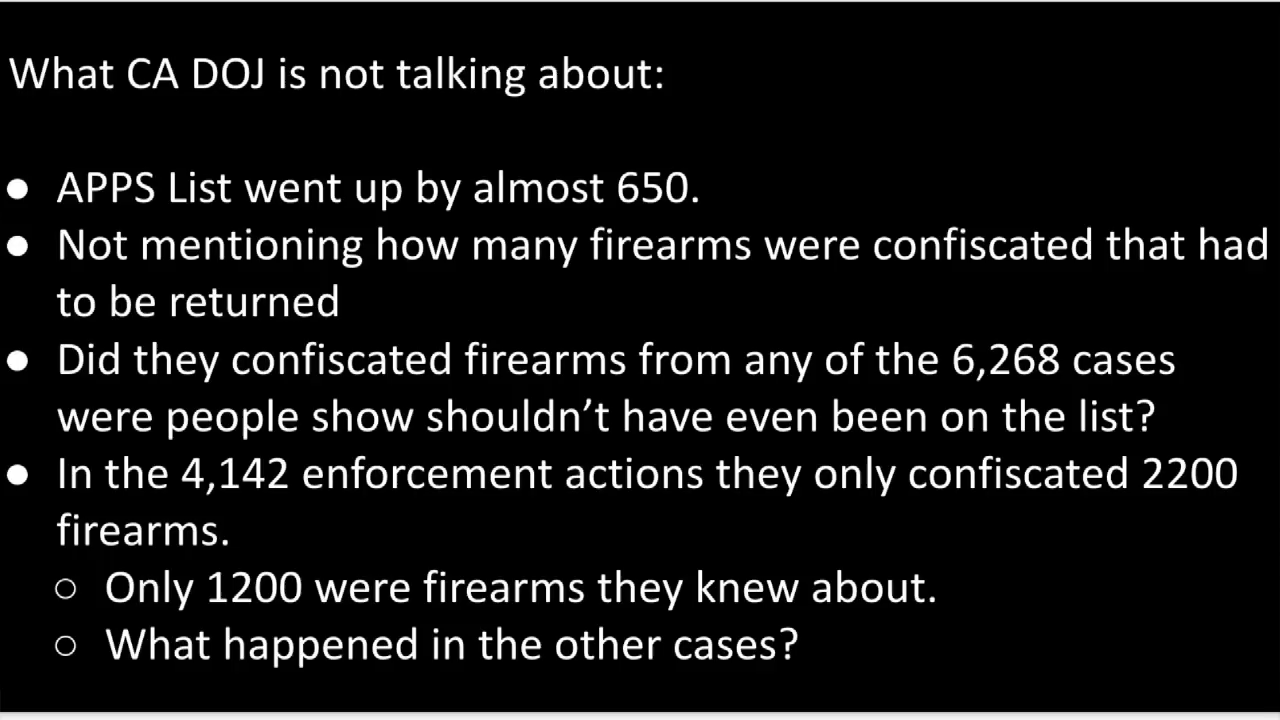 What CA DOJ is not talking about:
● APPS List went up by almost 650.
● Not mentioning how many firearms were confiscated that had
to be returned
● Did they confiscated firearms from any of the 6,268 cases
were people show shouldn’t have even been on the list?
● In the 4,142 enforcement actions they only confiscated 2200
firearms.
○ Only 1200 were firearms they knew about.
○ What happened in the other cases?